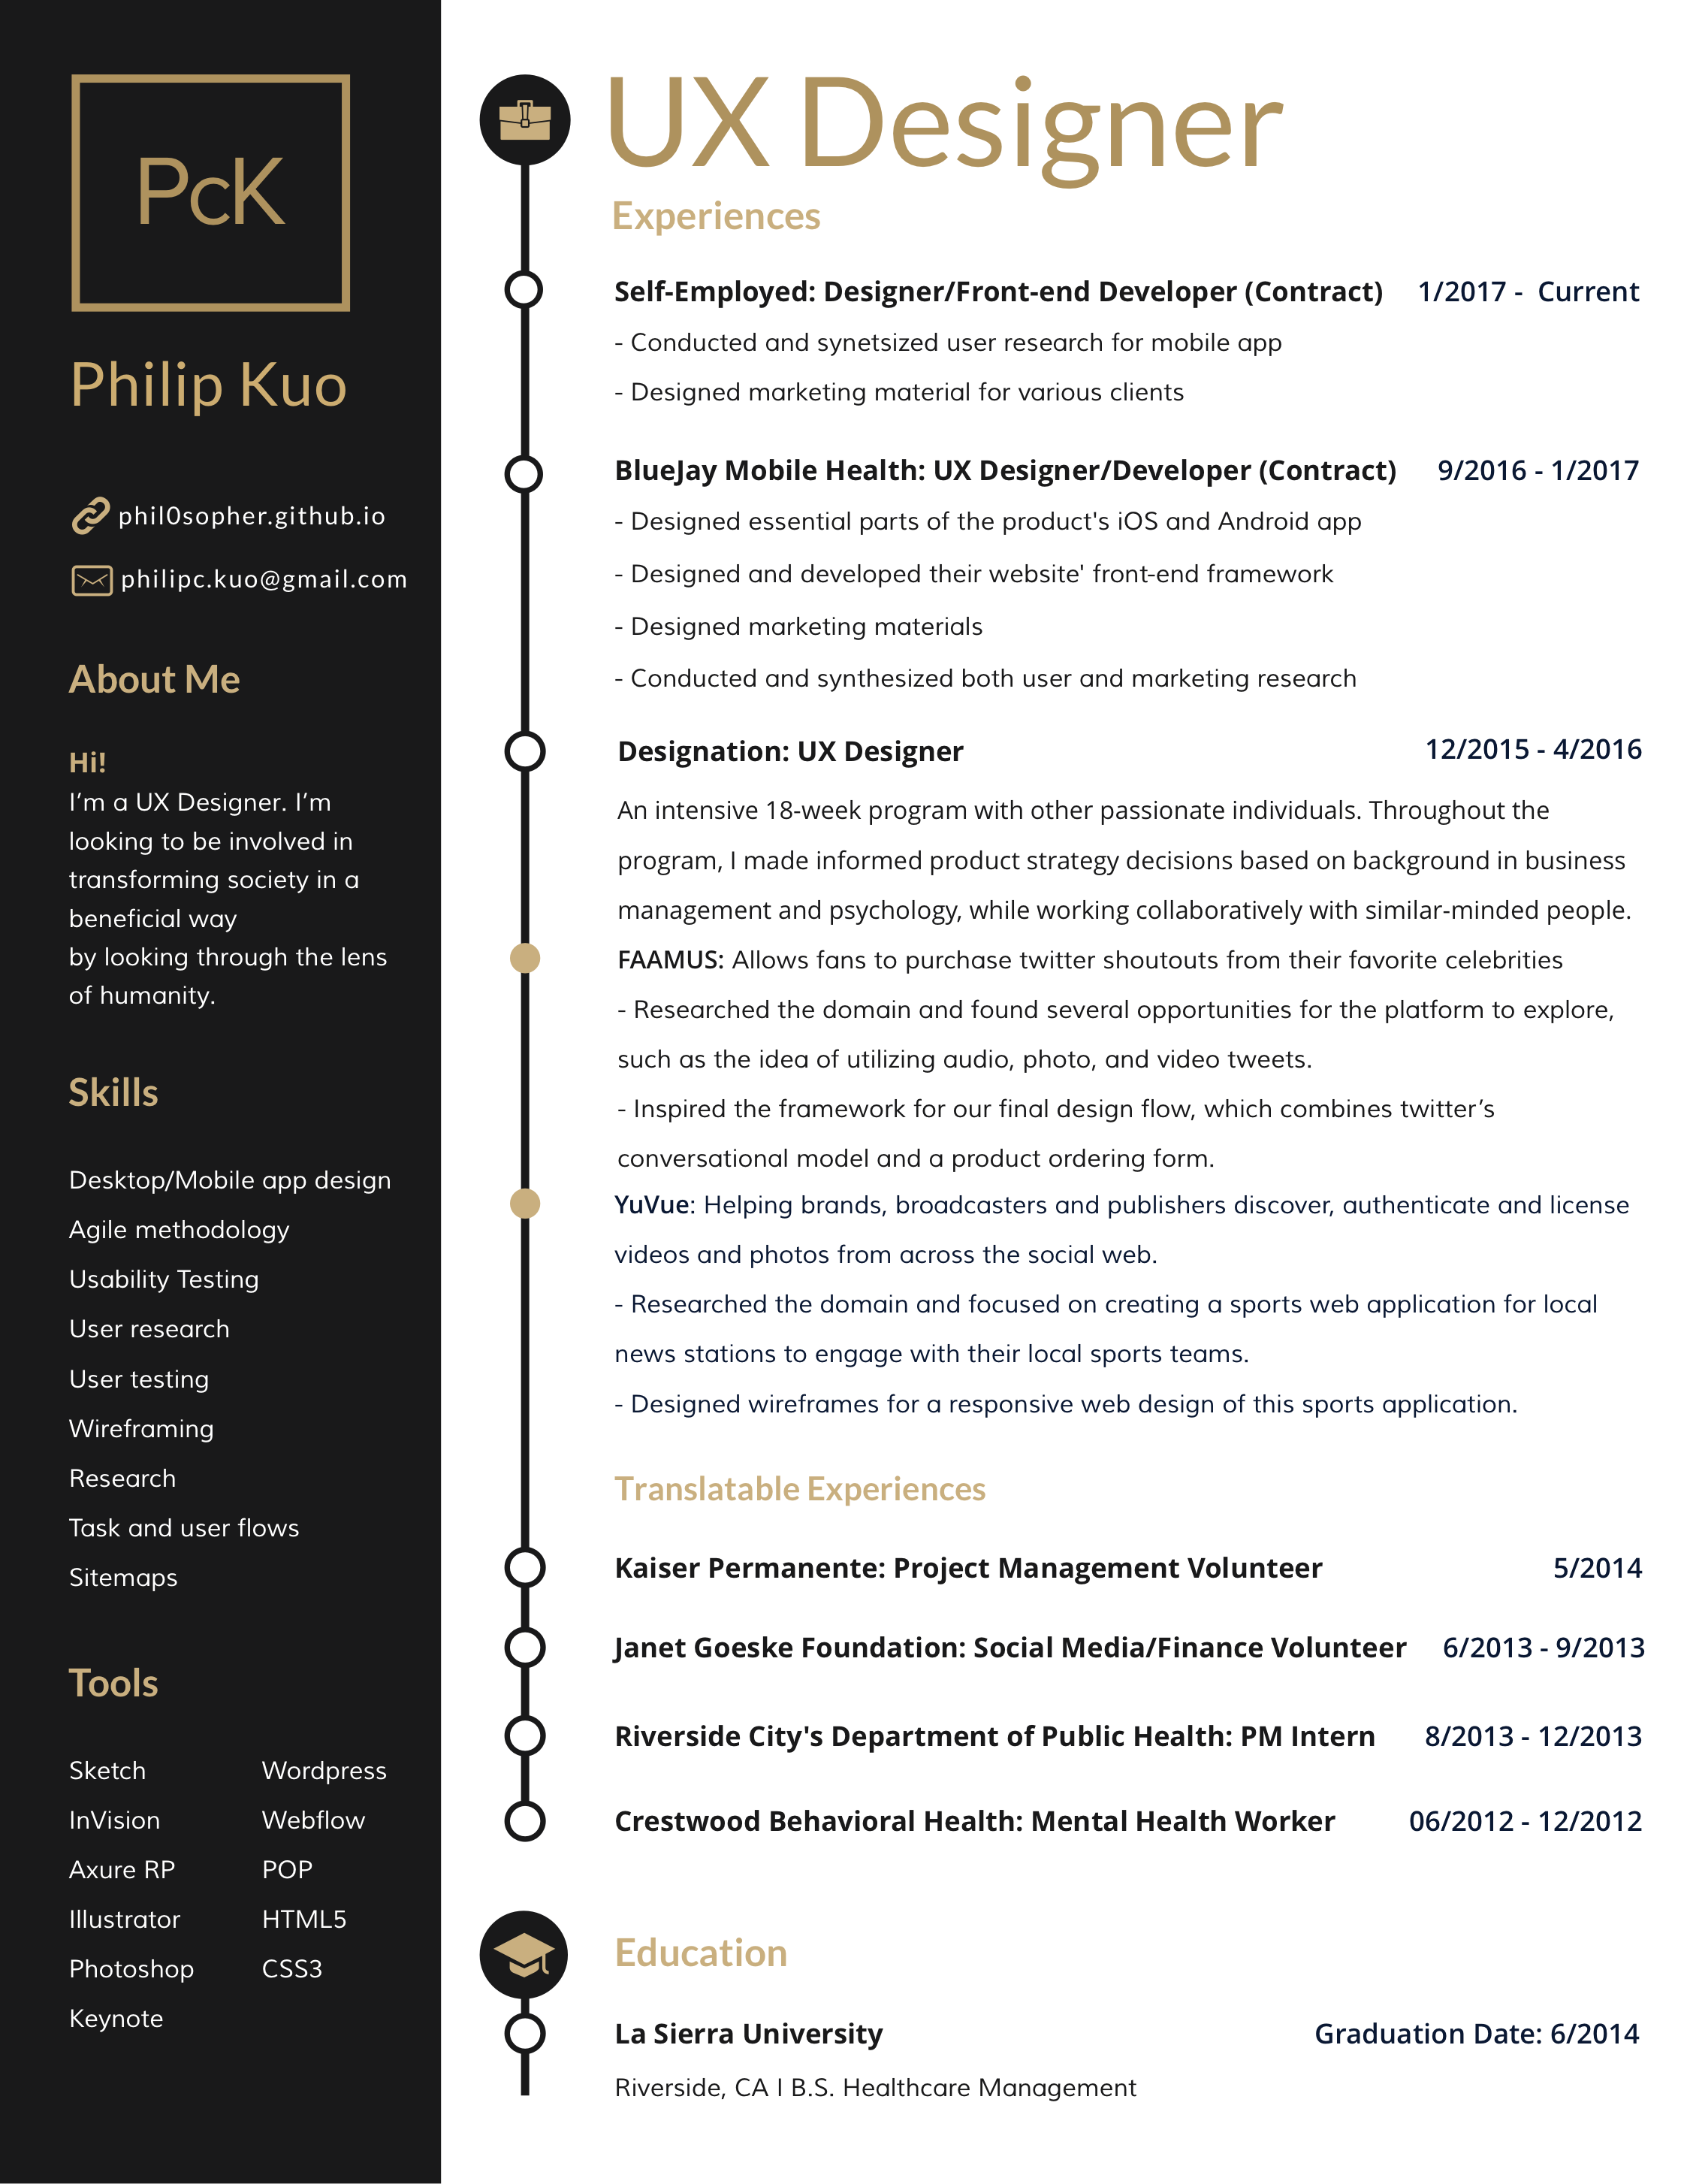 PcK
Philip Kuo
phil0sopher.github.io
philipc.kuo@gmail.com
About Me
Hi!
I’m a UX Designer. I’m
looking to be involved in
transforming society in a
beneficial way
by looking through the lens
of humanity.
Skills
Desktop/Mobile app design
Agile methodology
Usability Testing
User research
User testing
Wireframing
Research
Task and user flows
Sitemaps
Tools
Sketch Wordpress
InVision Webflow
Axure RP POP
Illustrator HTML5
Photoshop CSS3
Keynote
UX Designer
Experiences
Self-Employed: Designer/Front-end Developer (Contract) 1/2017 - Current
- Conducted and synetsized user research for mobile app
- Designed marketing material for various clients
BlueJay Mobile Health: UX Designer/Developer (Contract) 9/2016 - 1/2017
- Designed essential parts of the product's iOS and Android app
- Designed and developed their website' front-end framework
- Designed marketing materials
- Conducted and synthesized both user and marketing research
Designation: UX Designer 12/2015 - 4/2016
An intensive 18-week program with other passionate individuals. Throughout the
program, I made informed product strategy decisions based on background in business
management and psychology, while working collaboratively with similar-minded people.
FAAMUS: Allows fans to purchase twitter shoutouts from their favorite celebrities
- Researched the domain and found several opportunities for the platform to explore,
such as the idea of utilizing audio, photo, and video tweets.
- Inspired the framework for our final design flow, which combines twitter’s
conversational model and a product ordering form.
YuVue: Helping brands, broadcasters and publishers discover, authenticate and license
videos and photos from across the social web.
- Researched the domain and focused on creating a sports web application for local
news stations to engage with their local sports teams.
- Designed wireframes for a responsive web design of this sports application.
Translatable Experiences
Kaiser Permanente: Project Management Volunteer 5/2014
Janet Goeske Foundation: Social Media/Finance Volunteer 6/2013 - 9/2013
Riverside City's Department of Public Health: PM Intern 8/2013 - 12/2013
Crestwood Behavioral Health: Mental Health Worker 06/2012 - 12/2012
Education
La Sierra University Graduation Date: 6/2014
Riverside, CA I B.S. Healthcare Management